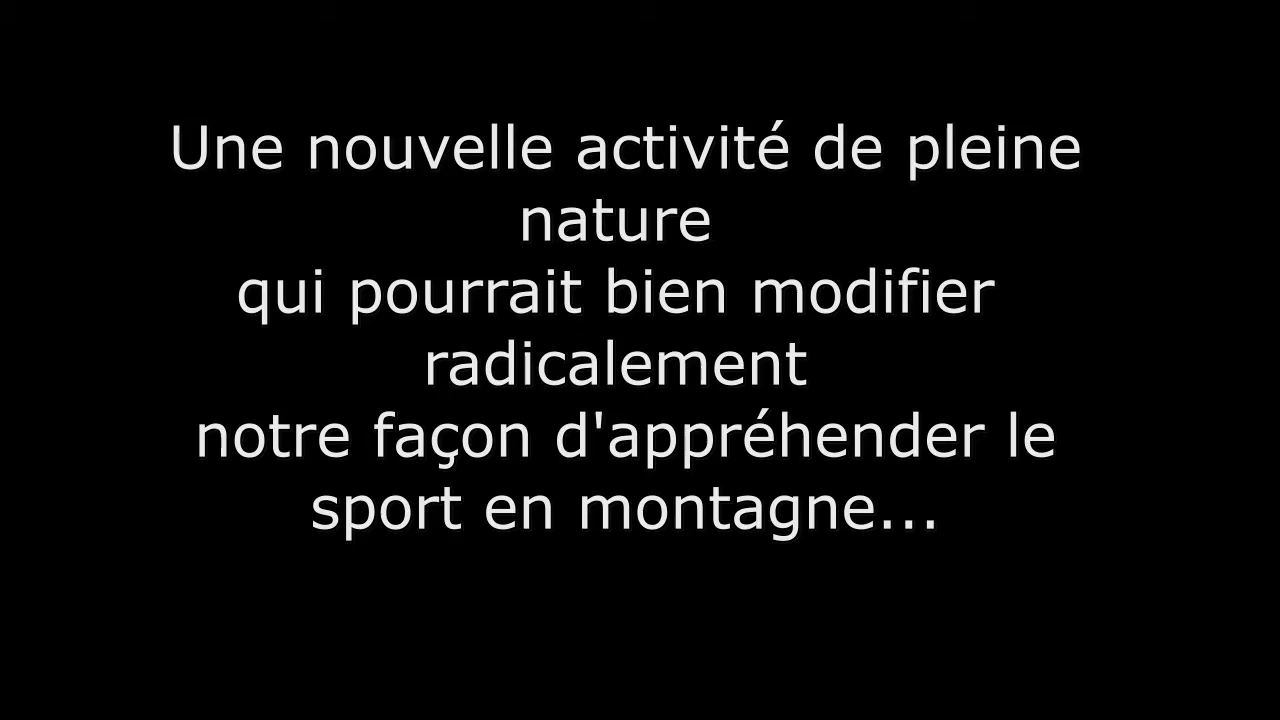 Une nouvelle activité de pleine
nature
qui pourrait bien modifier
radicalement
notre façon d'appréhender le
sport en montagne...